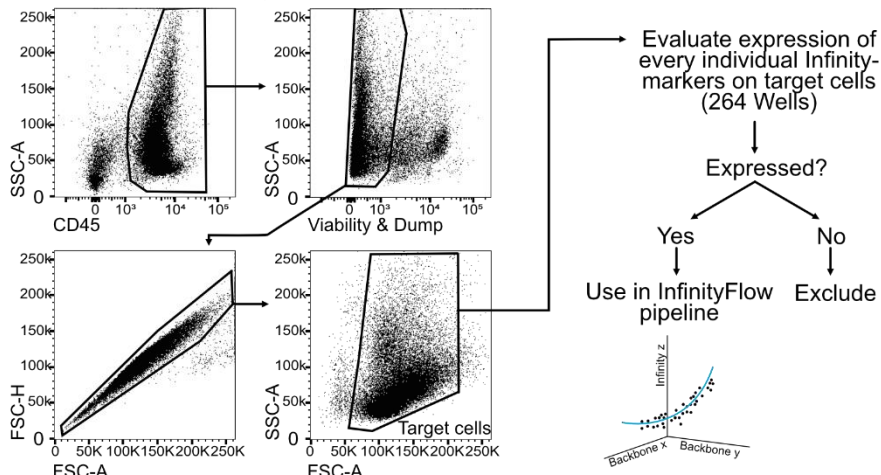 250k
200k
150k
100k
50k
0
SSC-A
0 10³ 10⁴ 10⁵
CD45
250k
200k
150k
100k
50k
0
SSC-A
0 10³ 10⁴ 10⁵
Viability & Dump
250k
200k
150k
100k
50k
0
FSC-H
0 50K 100K 150K 200K 250K
FSC-A
250k
200k
150k
100k
50k
0
SSC-A
Target cells
0 50K 100K 150K 200K 250K
FSC-A
Evaluate expression of
every individual Infinity-
markers on target cells
(264 Wells)
Expressed?
Yes
No
Use in InfinityFlow
pipeline
Exclude
Infinity z
Backbone x
Backbone y